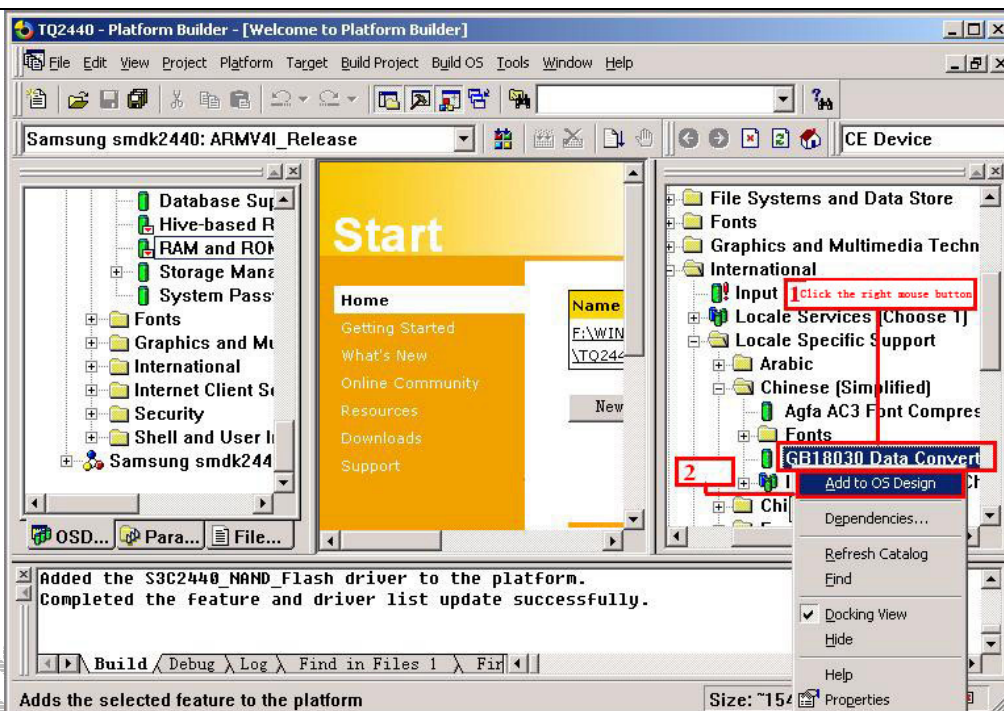 TQ2440 - Platform Builder - [Welcome to Platform Builder]
File Edit View Project Platform Target Build Project Build OS Tools Window Help
Samsung smdk2440: ARMV4I_Release
CE Device
Database Sup
Hive-based R
RAM and ROM
Storage Mana
System Pass
Fonts
Graphics and Mu
International
Internet Client Se
Security
Shell and User I
Samsung smdk244
OSD... Para... File...
Start
Home
Getting Started
What's New
Online Community
Resources
Downloads
Support
Name
F:\WIN
\TQ244
New
File Systems and Data Store
Fonts
Graphics and Multimedia Techn
International
Input
1 Click the right mouse button
Locale Services (Choose 1)
Locale Specific Support
Arabic
Chinese (Simplified)
Agfa AC3 Font Compres
Fonts
GB18030 Data Convert
2
I
Ch
Chi
Add to OS Design
Dependencies...
Refresh Catalog
Find
Docking View
Hide
Help
Properties
Added the S3C2440_NAND_Flash driver to the platform.
Completed the feature and driver list update successfully.
Build Debug Log Find in Files 1 Fin
Adds the selected feature to the platform
Size: ~154